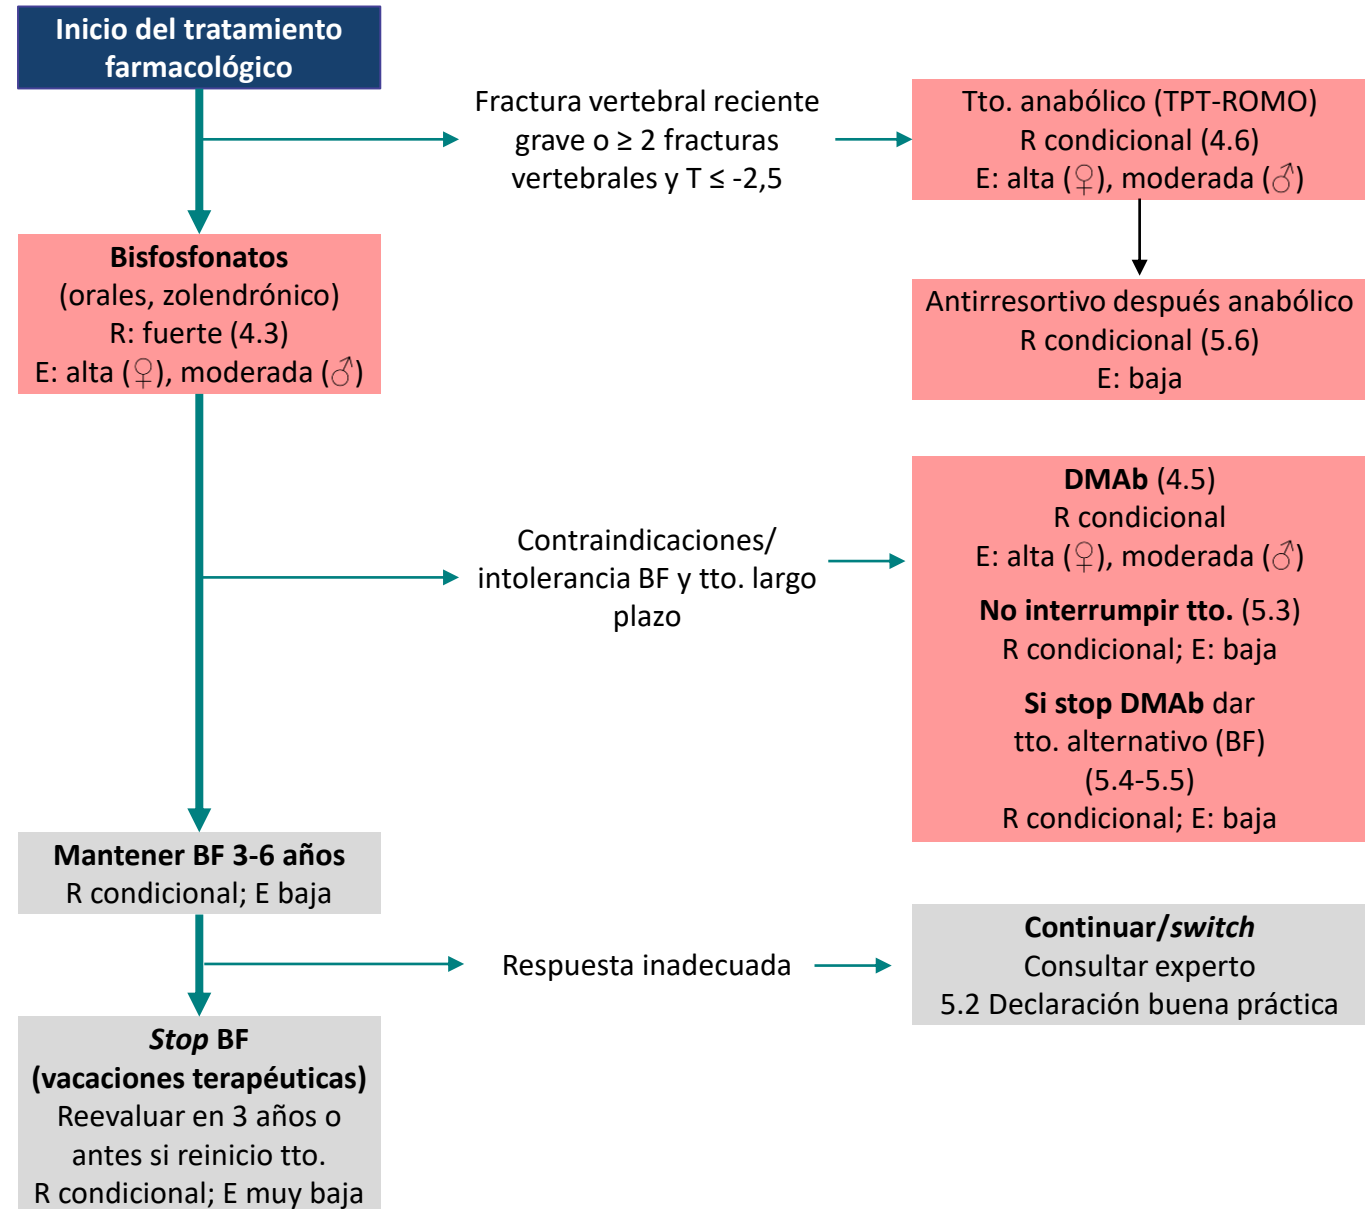 Inicio del tratamiento
farmacológico
Fractura vertebral reciente
grave o ≥ 2 fracturas
vertebrales y T ≤ -2,5
Tto. anabólico (TPT-ROMO)
R condicional (4.6)
E: alta (♀), moderada (♂)
Bisfosfonatos
(orales, zolendrónico)
R: fuerte (4.3)
E: alta (♀), moderada (♂)
Antirresortivo después anabólico
R condicional (5.6)
E: baja
Contraindicaciones/
intolerancia BF y tto. largo
plazo
DMAb (4.5)
R condicional
E: alta (♀), moderada (♂)
No interrumpir tto. (5.3)
R condicional; E: baja
Si stop DMAb dar
tto. alternativo (BF)
(5.4-5.5)
R condicional; E: baja
Mantener BF 3-6 años
R condicional; E baja
Respuesta inadecuada
Continuar/switch
Consultar experto
5.2 Declaración buena práctica
Stop BF
(vacaciones terapéuticas)
Reevaluar en 3 años o
antes si reinicio tto.
R condicional; E muy baja